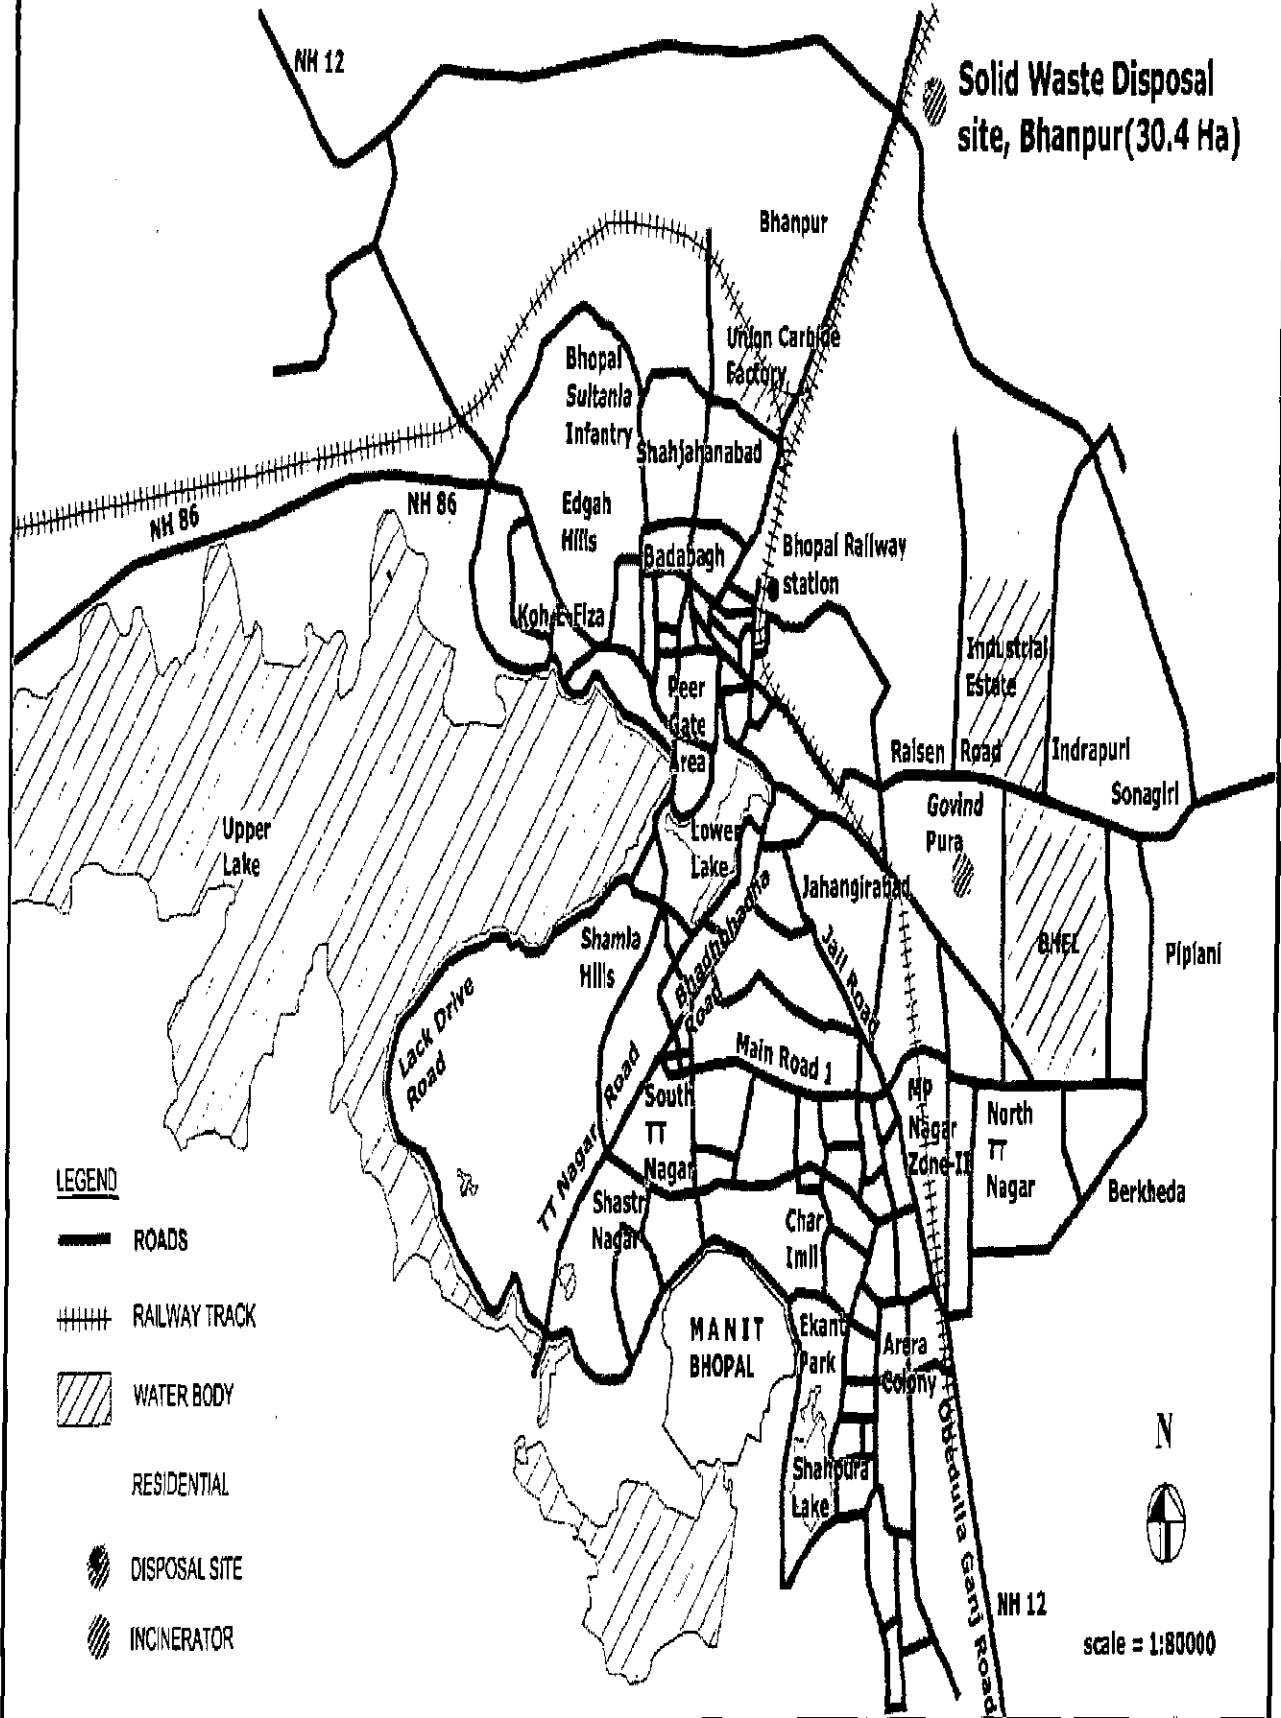 NH 12
Solid Waste Disposal
site, Bhanpur(30.4 Ha)
Bhanpur
Union Carbide
Factory
Bhopal
Sultania
Infantry
Shahjahanabad
NH 86
NH 86
Edgah
Hills
Badabagh
Bhopal Railway
station
Koh-E-Fiza
Industrial
Estate
Peer
Gate
Area
Raisen Road
Indrapuri
Sonagiri
Govind
Pura
Upper
Lake
Lower
Lake
Jahangirabad
Bhadhbhadha
Road
Jail Road
Shamla
Hills
BHEL
Piplani
Lack Drive
Road
Main Road 1
TT Nagar Road
South
TT
Nagar
MP
Nagar
Zone-II
North
TT
Nagar
Berkheda
Shastri
Nagar
Char
Imli
MANIT
BHOPAL
Ekant
Park
Arera
Colony
Shahpura
Lake
Obedulla Ganj Road
NH 12
LEGEND
ROADS
RAILWAY TRACK
WATER BODY
RESIDENTIAL
DISPOSAL SITE
INCINERATOR
N
scale = 1:80000